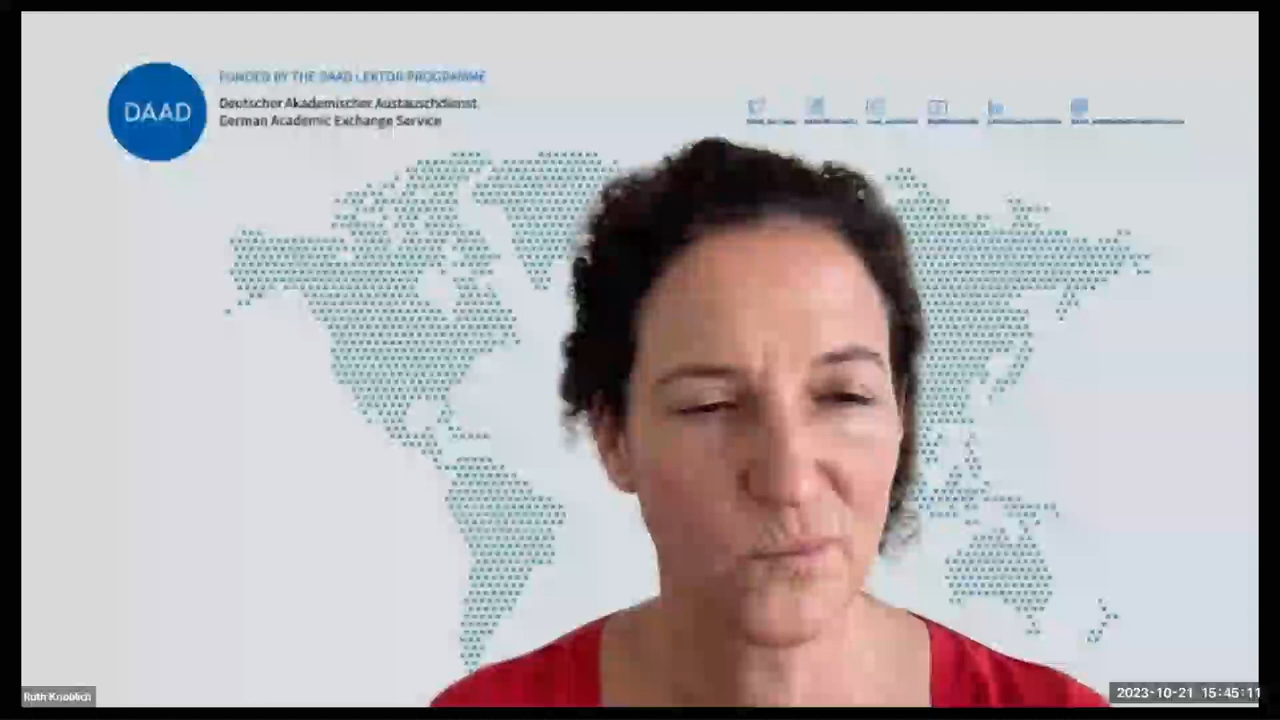 DAAD
FUNDED BY THE DAAD LEKTOR PROGRAMME
Deutscher Akademischer Austauschdienst
German Academic Exchange Service
Ruth Knoblich
2023-10-21 15:45:11